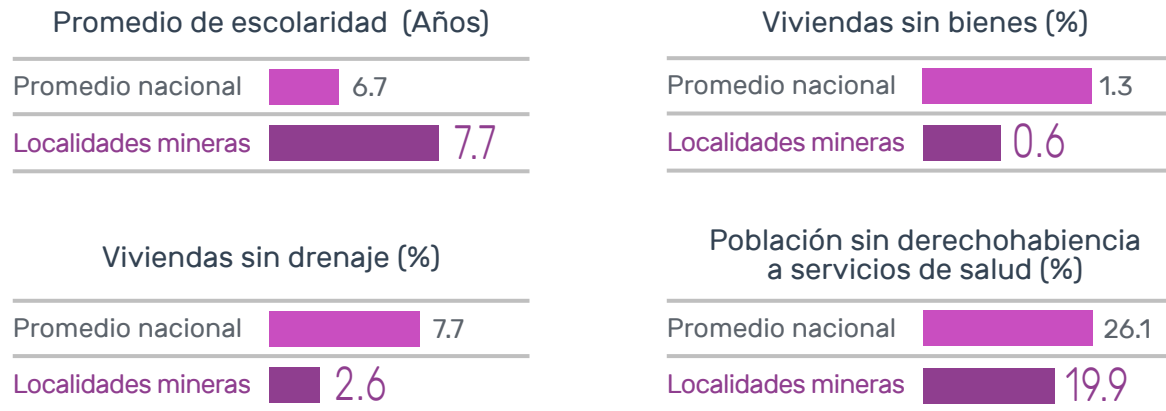 Promedio de escolaridad (Años)
Promedio nacional 6.7
Localidades mineras 7.7
Viviendas sin bienes (%)
Promedio nacional 1.3
Localidades mineras 0.6
Viviendas sin drenaje (%)
Promedio nacional 7.7
Localidades mineras 2.6
Población sin derechohabiencia
a servicios de salud (%)
Promedio nacional 26.1
Localidades mineras 19.9